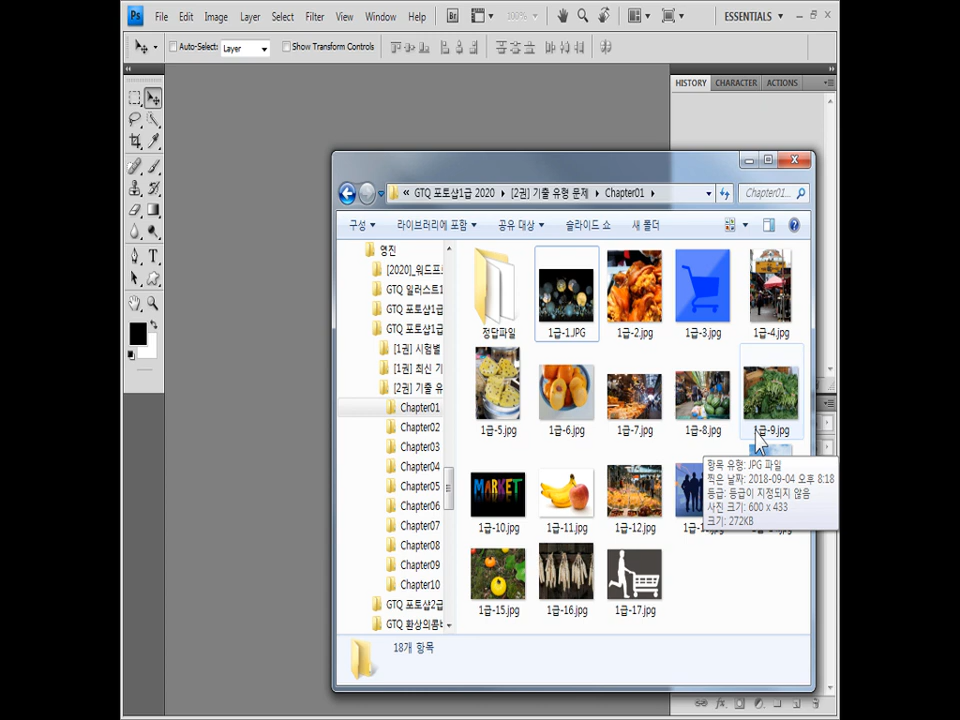 Ps File Edit Image Layer Select Filter View Window Help Br 100% ESSENTIALS
Auto-Select: Layer Show Transform Controls
HISTORY CHARACTER ACTIONS
« GTQ 포토샵1급 2020 [2권] 기출 유형 문제 Chapter01 Chapter01...
구성 라이브러리에 포함 공유 대상 슬라이드 쇼 새 폴더
영진
[2020]_워드프
GTQ 일러스트1
GTQ 포토샵1급
GTQ 포토샵1급
[1권] 시험별
[1권] 최신 기
[2권] 기출 유
Chapter01
Chapter02
Chapter03
Chapter04
Chapter05
Chapter06
Chapter07
Chapter08
Chapter09
Chapter10
GTQ 포토샵2급
GTQ 환상의콤비
정답파일 1급-1.JPG 1급-2.jpg 1급-3.jpg 1급-4.jpg
1급-5.jpg 1급-6.jpg 1급-7.jpg 1급-8.jpg 1급-9.jpg
MARKET
1급-10.jpg 1급-11.jpg 1급-12.jpg
1급-15.jpg 1급-16.jpg 1급-17.jpg
항목 유형: JPG 파일
찍은 날짜: 2018-09-04 오후 8:18
등급: 등급이 지정되지 않음
사진 크기: 600 x 433
크기: 272KB
18개 항목